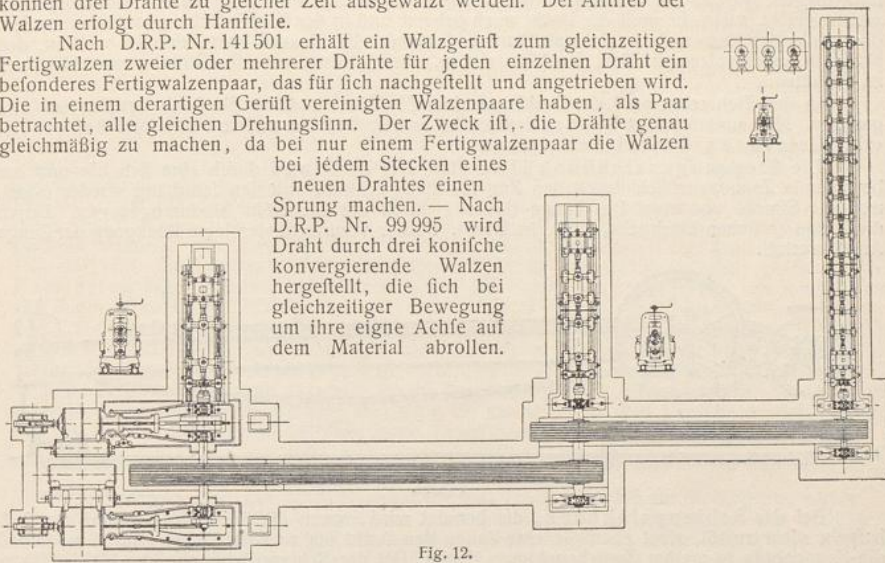 können drei Drähte zu gleicher Zeit ausgewalzt werden. Der Antrieb der
Walzen erfolgt durch Hanfſeile.
Nach D.R.P. Nr. 141501 erhält ein Walzgerüſt zum gleichzeitigen
Fertigwalzen zweier oder mehrerer Drähte für jeden einzelnen Draht ein
beſonderes Fertigwalzenpaar, das für ſich nachgeſtellt und angetrieben wird.
Die in einem derartigen Gerüſt vereinigten Walzenpaare haben, als Paar
betrachtet, alle gleichen Drehungsſinn. Der Zweck iſt, die Drähte genau
gleichmäßig zu machen, da bei nur einem Fertigwalzenpaar die Walzen
bei jedem Stecken eines
neuen Drahtes einen
Sprung machen. — Nach
D.R.P. Nr. 99 995 wird
Draht durch drei koniſche
konvergierende Walzen
hergeſtellt, die ſich bei
gleichzeitiger Bewegung
um ihre eigne Achſe auf
dem Material abrollen.
Fig. 12.